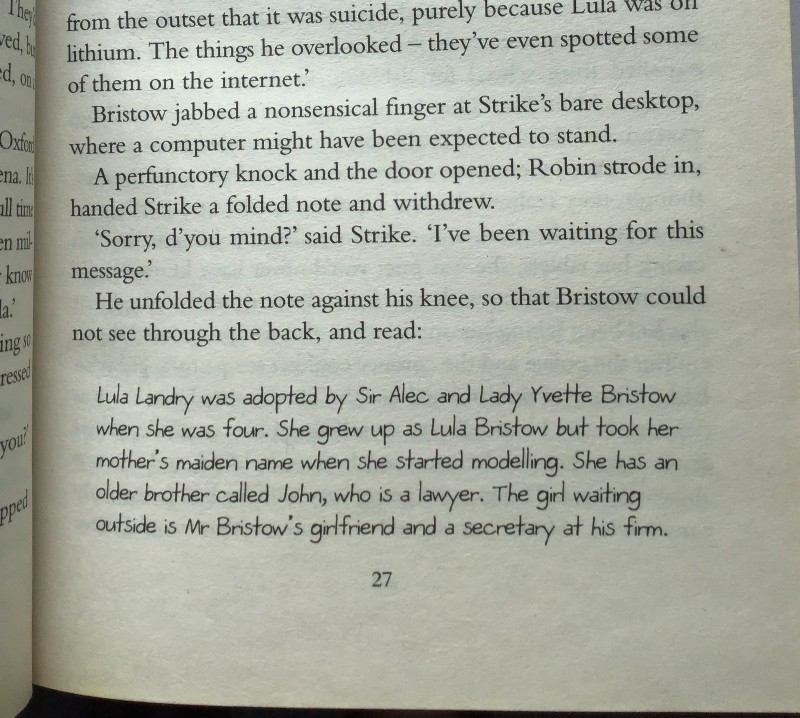 from the outset that it was suicide, purely because Lula was on
lithium. The things he overlooked – they’ve even spotted some
of them on the internet.’
Bristow jabbed a nonsensical finger at Strike’s bare desktop,
where a computer might have been expected to stand.
A perfunctory knock and the door opened; Robin strode in,
handed Strike a folded note and withdrew.
‘Sorry, d’you mind?’ said Strike. ‘I’ve been waiting for this
message.’
He unfolded the note against his knee, so that Bristow could
not see through the back, and read:
Lula Landry was adopted by Sir Alec and Lady Yvette Bristow
when she was four. She grew up as Lula Bristow but took her
mother’s maiden name when she started modelling. She has an
older brother called John, who is a lawyer. The girl waiting
outside is Mr Bristow’s girlfriend and a secretary at his firm.
27